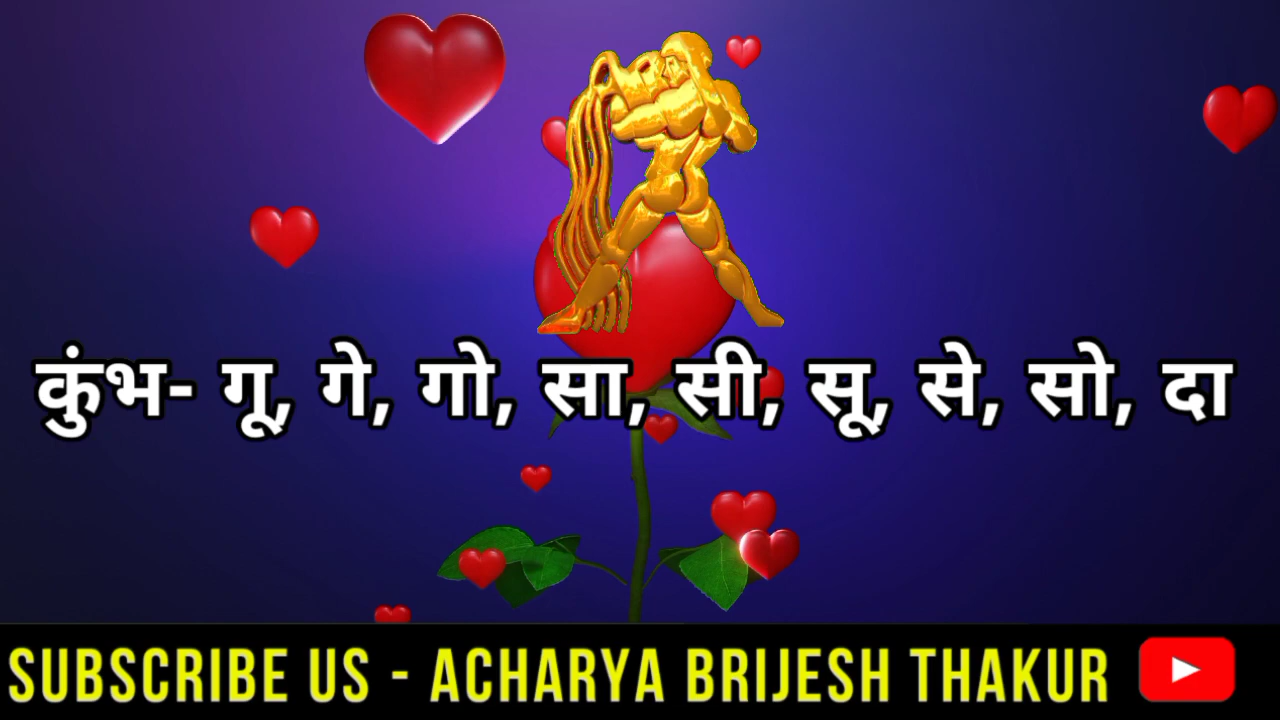 कुंभ- गू, गे, गो, सा, सी, सू, से, सो, दा
SUBSCRIBE US - ACHARYA BRIJESH THAKUR